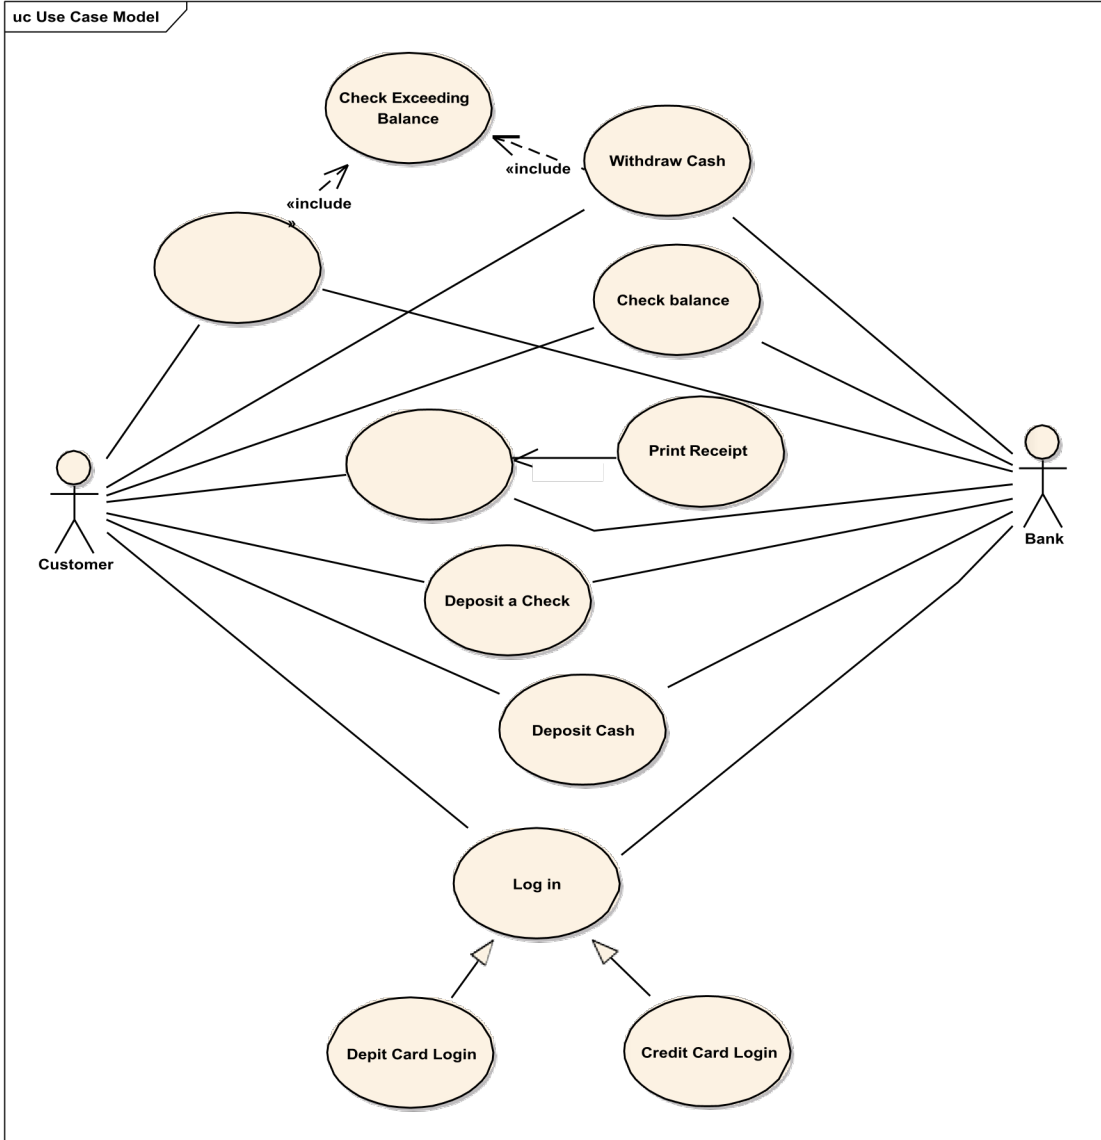 uc Use Case Model
Check Exceeding
Balance
Withdraw Cash
«include
«include
»
Check balance
Print Receipt
Customer
Bank
Deposit a Check
Deposit Cash
Log in
Depit Card Login
Credit Card Login